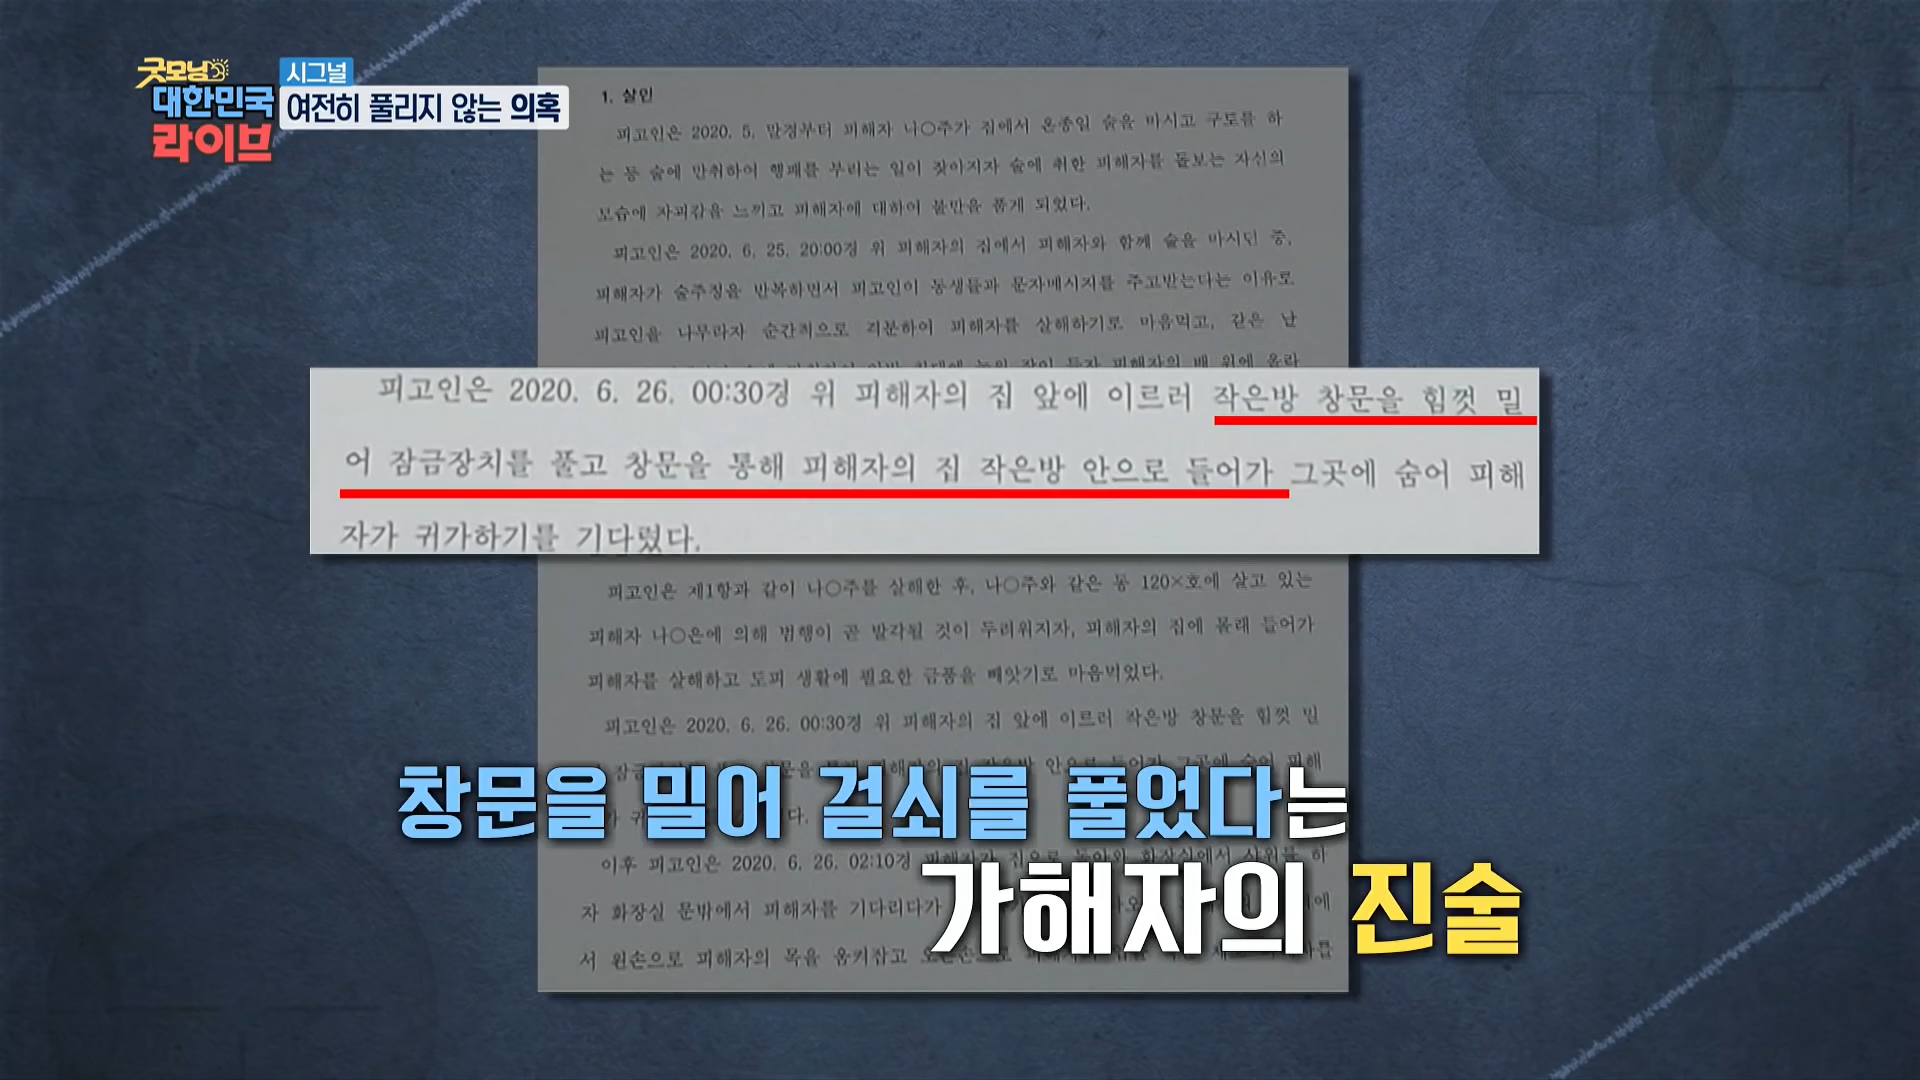 굿모닝
대한민국
라이브
시그널
여전히 풀리지 않는 의혹
1. 살인
피고인은 2020. 5. 말경부터 피해자 나○주가 집에서 온종일 술을 마시고 구토를 하
는 등 술에 만취하여 행패를 부리는 일이 잦아지자 술에 취한 피해자를 돌보는 자신의
모습에 자괴감을 느끼고 피해자에 대하여 불만을 품게 되었다.
피고인은 2020. 6. 25. 20:00경 위 피해자의 집에서 피해자와 함께 술을 마시던 중,
피해자가 술주정을 반복하면서 피고인이 동생들과 문자메시지를 주고받는다는 이유로
피고인을 나무라자 순간적으로 격분하여 피해자를 살해하기로 마음먹고, 같은 날
피해자의 배 위에 올라
피고인은 2020. 6. 26. 00:30경 위 피해자의 집 앞에 이르러 작은방 창문을 힘껏 밀
어 잠금장치를 풀고 창문을 통해 피해자의 집 작은방 안으로 들어가 그곳에 숨어 피해
자가 귀가하기를 기다렸다.
피고인은 제1항과 같이 나○주를 살해한 후, 나○주와 같은 동 120×호에 살고 있는
피해자 나○은에 의해 범행이 곧 발각될 것이 두려워지자, 피해자의 집에 몰래 들어가
피해자를 살해하고 도피 생활에 필요한 금품을 빼앗기로 마음먹었다.
피고인은 2020. 6. 26. 00:30경 위 피해자의 집 앞에 이르러 작은방 창문을 힘껏 밀
그곳에 숨어 피해
창문을 밀어 걸쇠를 풀었다는
이후 피고인은 2020. 6. 26. 02:10경
가해자의 진술
자 화장실 문밖에서 피해자를 기다리다가
서 왼손으로 피해자의 목을 움켜잡고